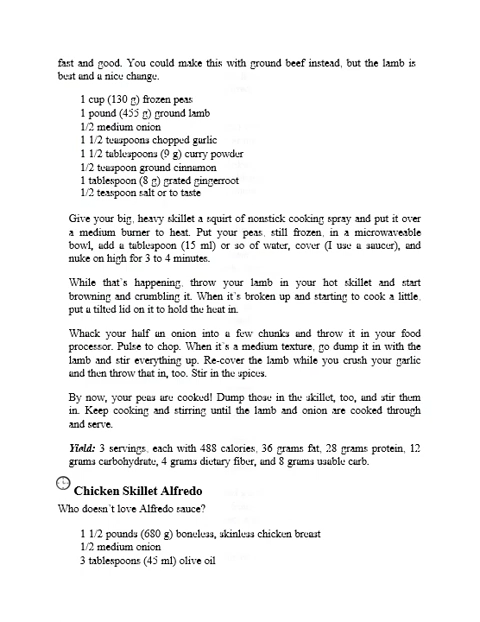 fast and good. You could make this with ground beef instead, but the lamb is
best and a nice change.
1 cup (130 g) frozen peas
1 pound (455 g) ground lamb
1/2 medium onion
1 1/2 teaspoons chopped garlic
1 1/2 tablespoons (9 g) curry powder
1/2 teaspoon ground cinnamon
1 tablespoon (8 g) grated gingerroot
1/2 teaspoon salt or to taste
Give your big, heavy skillet a squirt of nonstick cooking spray and put it over
a medium burner to heat. Put your peas, still frozen, in a microwaveable
bowl, add a tablespoon (15 ml) or so of water, cover (I use a saucer), and
nuke on high for 3 to 4 minutes.
While that's happening, throw your lamb in your hot skillet and start
browning and crumbling it. When it's broken up and starting to cook a little,
put a tilted lid on it to hold the heat in.
Whack your half an onion into a few chunks and throw it in your food
processor. Pulse to chop. When it's a medium texture, go dump it in with the
lamb and stir everything up. Re-cover the lamb while you crush your garlic
and then throw that in, too. Stir in the spices.
By now, your peas are cooked! Dump those in the skillet, too, and stir them
in. Keep cooking and stirring until the lamb and onion are cooked through
and serve.
Yield: 3 servings, each with 488 calories, 36 grams fat, 28 grams protein, 12
grams carbohydrate, 4 grams dietary fiber, and 8 grams usable carb.
Chicken Skillet Alfredo
Who doesn't love Alfredo sauce?
1 1/2 pounds (680 g) boneless, skinless chicken breast
1/2 medium onion
3 tablespoons (45 ml) olive oil